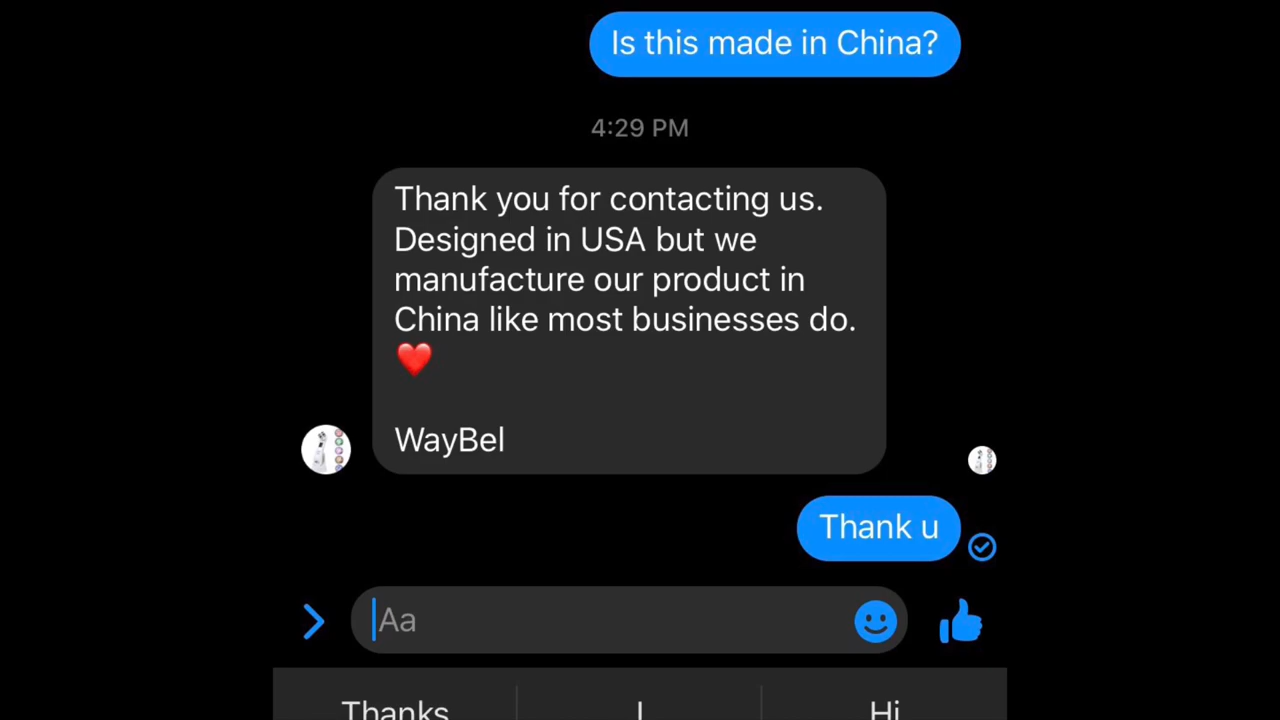 Is this made in China?
4:29 PM
Thank you for contacting us.
Designed in USA but we
manufacture our product in
China like most businesses do.
❤️
WayBel
Thank u
Aa
Thanks
I
Hi